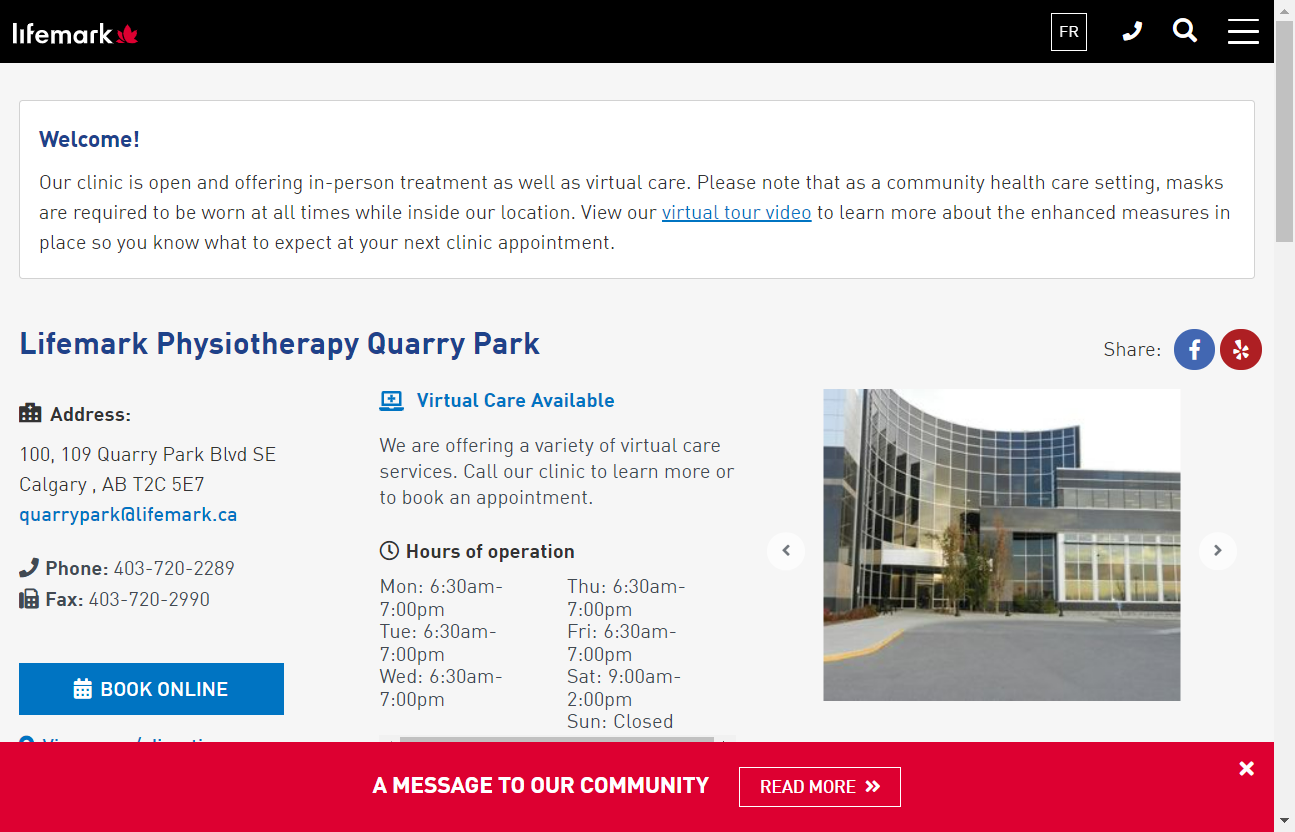 lifemark
FR
Welcome!
Our clinic is open and offering in-person treatment as well as virtual care. Please note that as a community health care setting, masks
are required to be worn at all times while inside our location. View our virtual tour video to learn more about the enhanced measures in
place so you know what to expect at your next clinic appointment.
Lifemark Physiotherapy Quarry Park
Share:
Address:
100, 109 Quarry Park Blvd SE
Calgary , AB T2C 5E7
quarrypark@lifemark.ca
Phone: 403-720-2289
Fax: 403-720-2990
BOOK ONLINE
Virtual Care Available
We are offering a variety of virtual care
services. Call our clinic to learn more or
to book an appointment.
Hours of operation
Mon: 6:30am-
7:00pm
Tue: 6:30am-
7:00pm
Wed: 6:30am-
7:00pm
Thu: 6:30am-
7:00pm
Fri: 6:30am-
7:00pm
Sat: 9:00am-
2:00pm
Sun: Closed
A MESSAGE TO OUR COMMUNITY
READ MORE